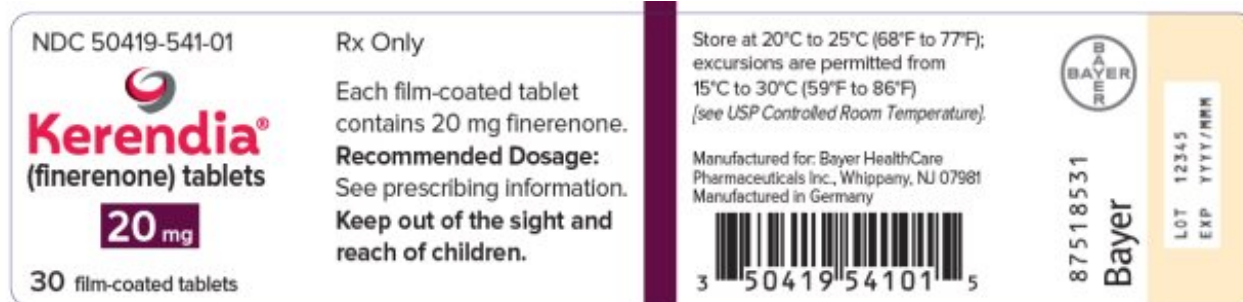 NDC 50419-541-01
Kerendia®
(finerenone) tablets
20 mg
30 film-coated tablets
Rx Only
Each film-coated tablet
contains 20 mg finerenone.
Recommended Dosage:
See prescribing information.
Keep out of the sight and
reach of children.
Store at 20°C to 25°C (68°F to 77°F);
excursions are permitted from
15°C to 30°C (59°F to 86°F)
[see USP Controlled Room Temperature].
Manufactured for: Bayer HealthCare
Pharmaceuticals Inc., Whippany, NJ 07981
Manufactured in Germany
3 50419 54101 5
BAYER
BAYER
87518531
Bayer
LOT 12345
EXP YYYY/MMM